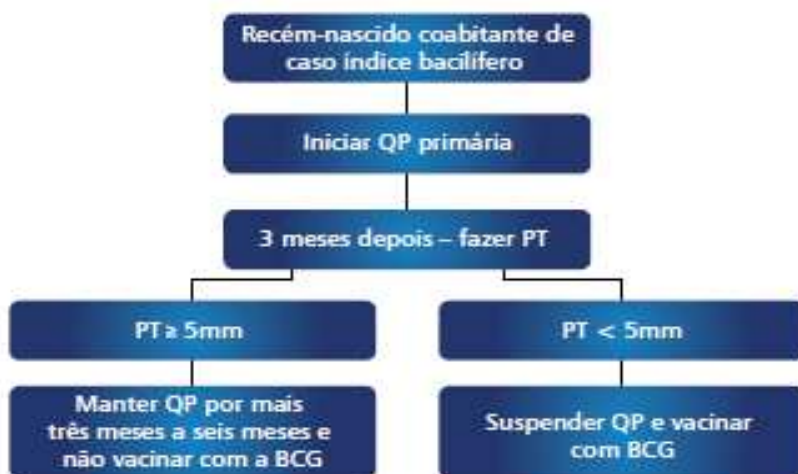 Recém-nascido coabitante de
caso índice bacilífero
Iniciar QP primária
3 meses depois – fazer PT
PT ≥ 5mm
PT < 5mm
Manter QP por mais
três meses a seis meses e
não vacinar com a BCG
Suspender QP e vacinar
com BCG